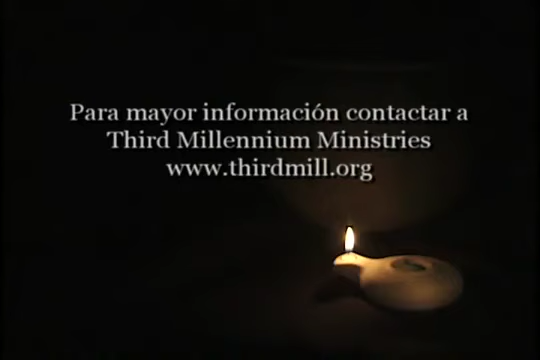 Para mayor información contactar a
Third Millennium Ministries
www.thirdmill.org